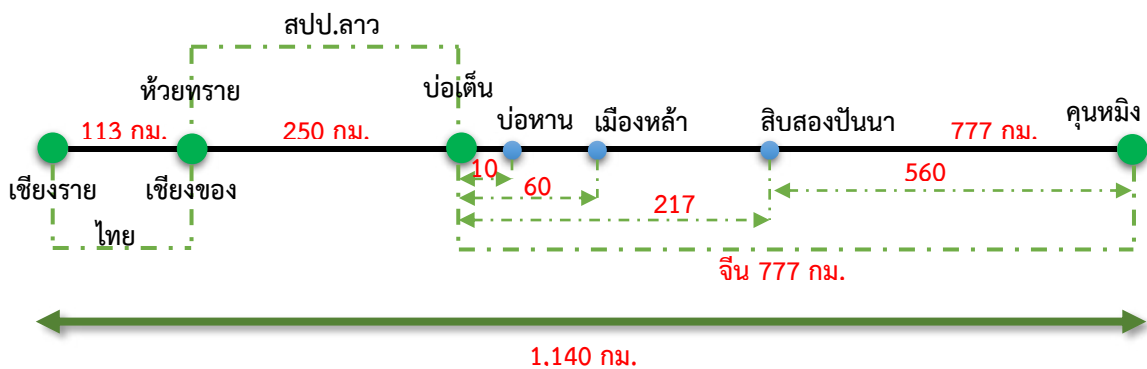 สปป.ลาว
ห้วยทราย
บ่อเต็น
บ่อหาน
เมืองหล้า
สิบสองปันนา
คุนหมิง
113 กม.
250 กม.
777 กม.
เชียงราย
เชียงของ
10
60
560
217
ไทย
จีน 777 กม.
1,140 กม.